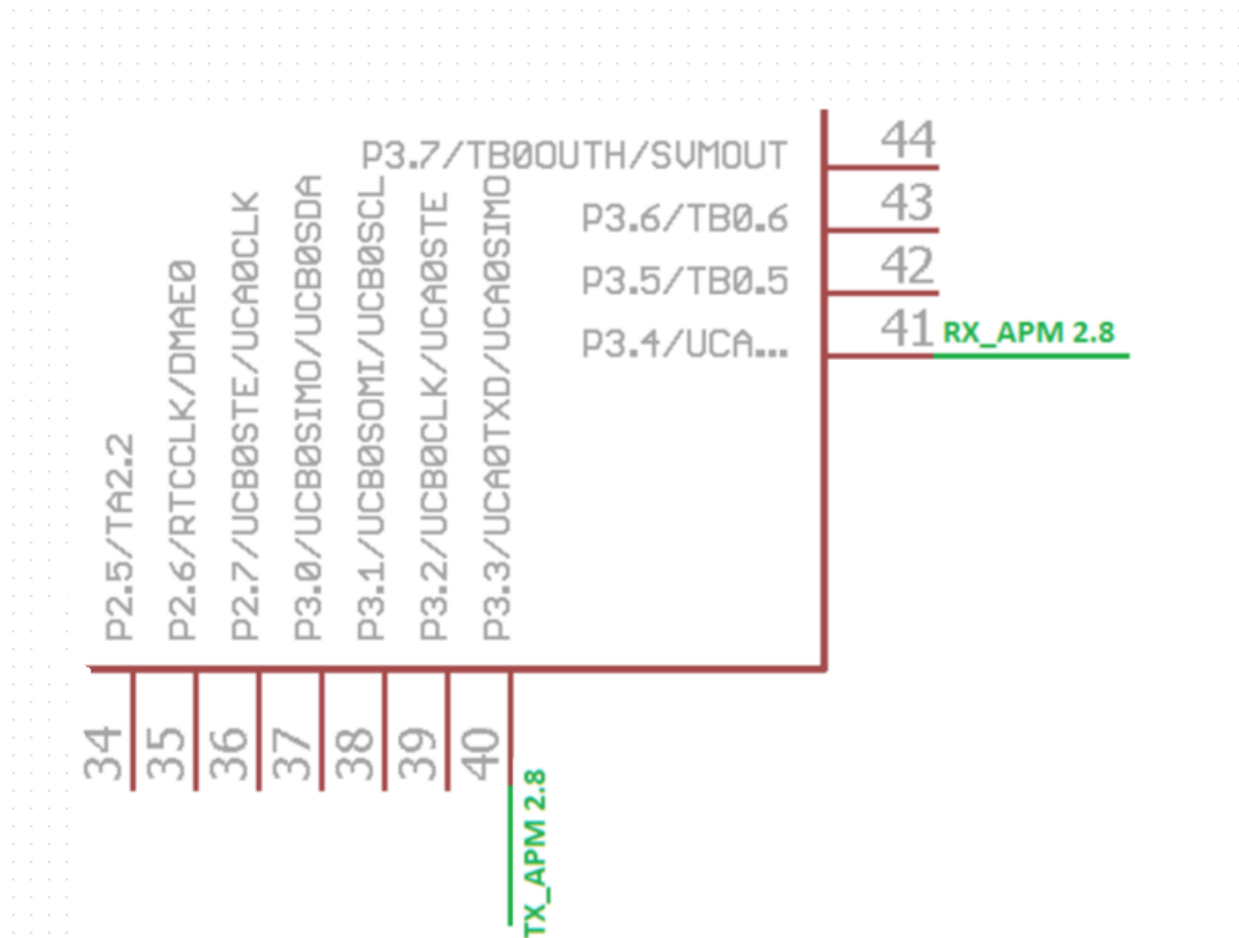 P3.7/TB0OUTH/SVMOUT
44
P3.6/TB0.6
43
P3.5/TB0.5
42
P3.4/UCA...
41
RX_APM 2.8
P2.5/TA2.2
P2.6/RTCCLK/DMAE0
P2.7/UCB0STE/UCA0CLK
P3.0/UCB0SIMO/UCB0SDA
P3.1/UCB0SOMI/UCB0SCL
P3.2/UCB0CLK/UCA0STE
P3.3/UCA0TXD/UCA0SIMO
34
35
36
37
38
39
40
TX_APM 2.8